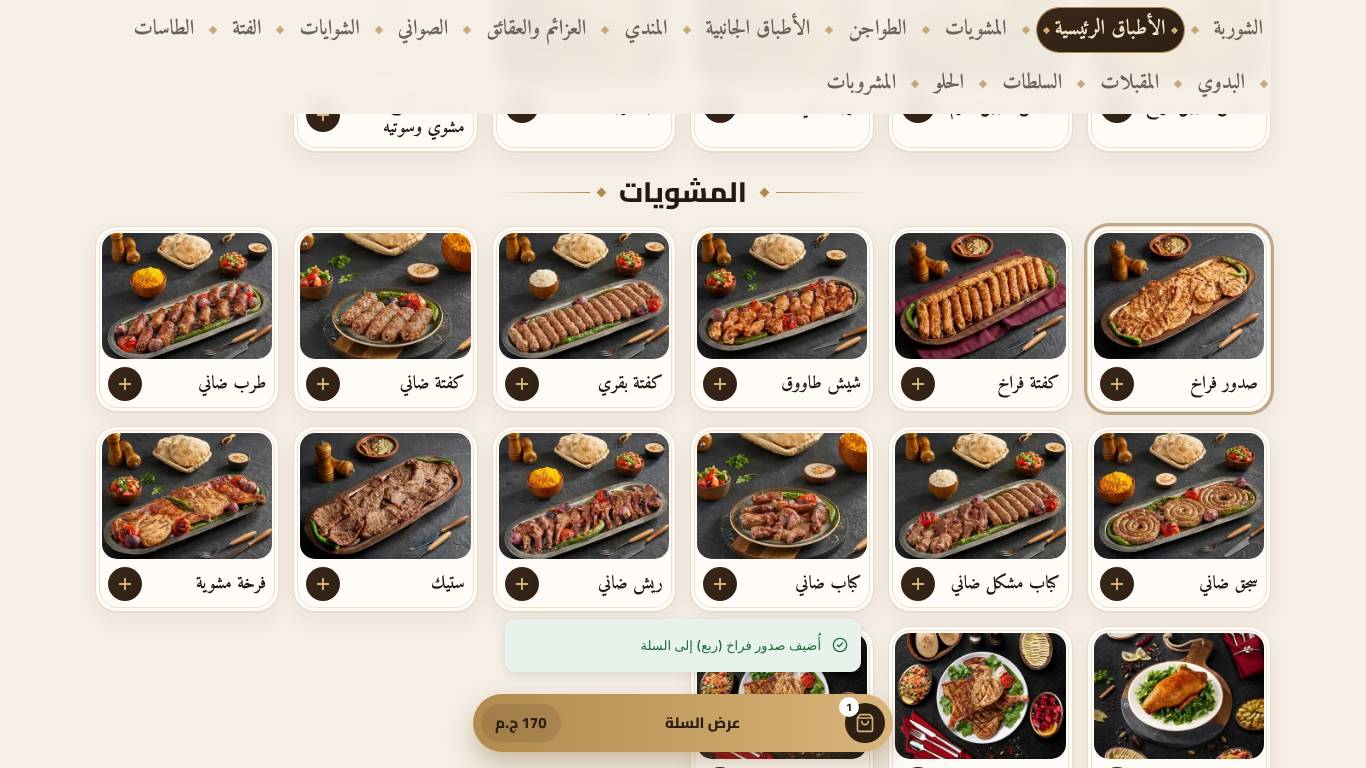 الشوربة
الأطباق الرئيسية
المشويات
الطواجن
الأطباق الجانبية
المندي
العزائم والعقائق
الصواني
الشوايات
الفتة
الطاسات
البدوي
المقبلات
السلطات
الحلو
المشروبات
مشوي وسوتيه
المشويات
صدور فراخ
كفتة فراخ
شيش طاووق
كفتة بقري
كفتة ضاني
طرب ضاني
سجق ضاني
كباب مشكل ضاني
كباب ضاني
ريش ضاني
ستيك
فرخة مشوية
أُضيف صدور فراخ (ربع) إلى السلة
1
عرض السلة
170 ج.م